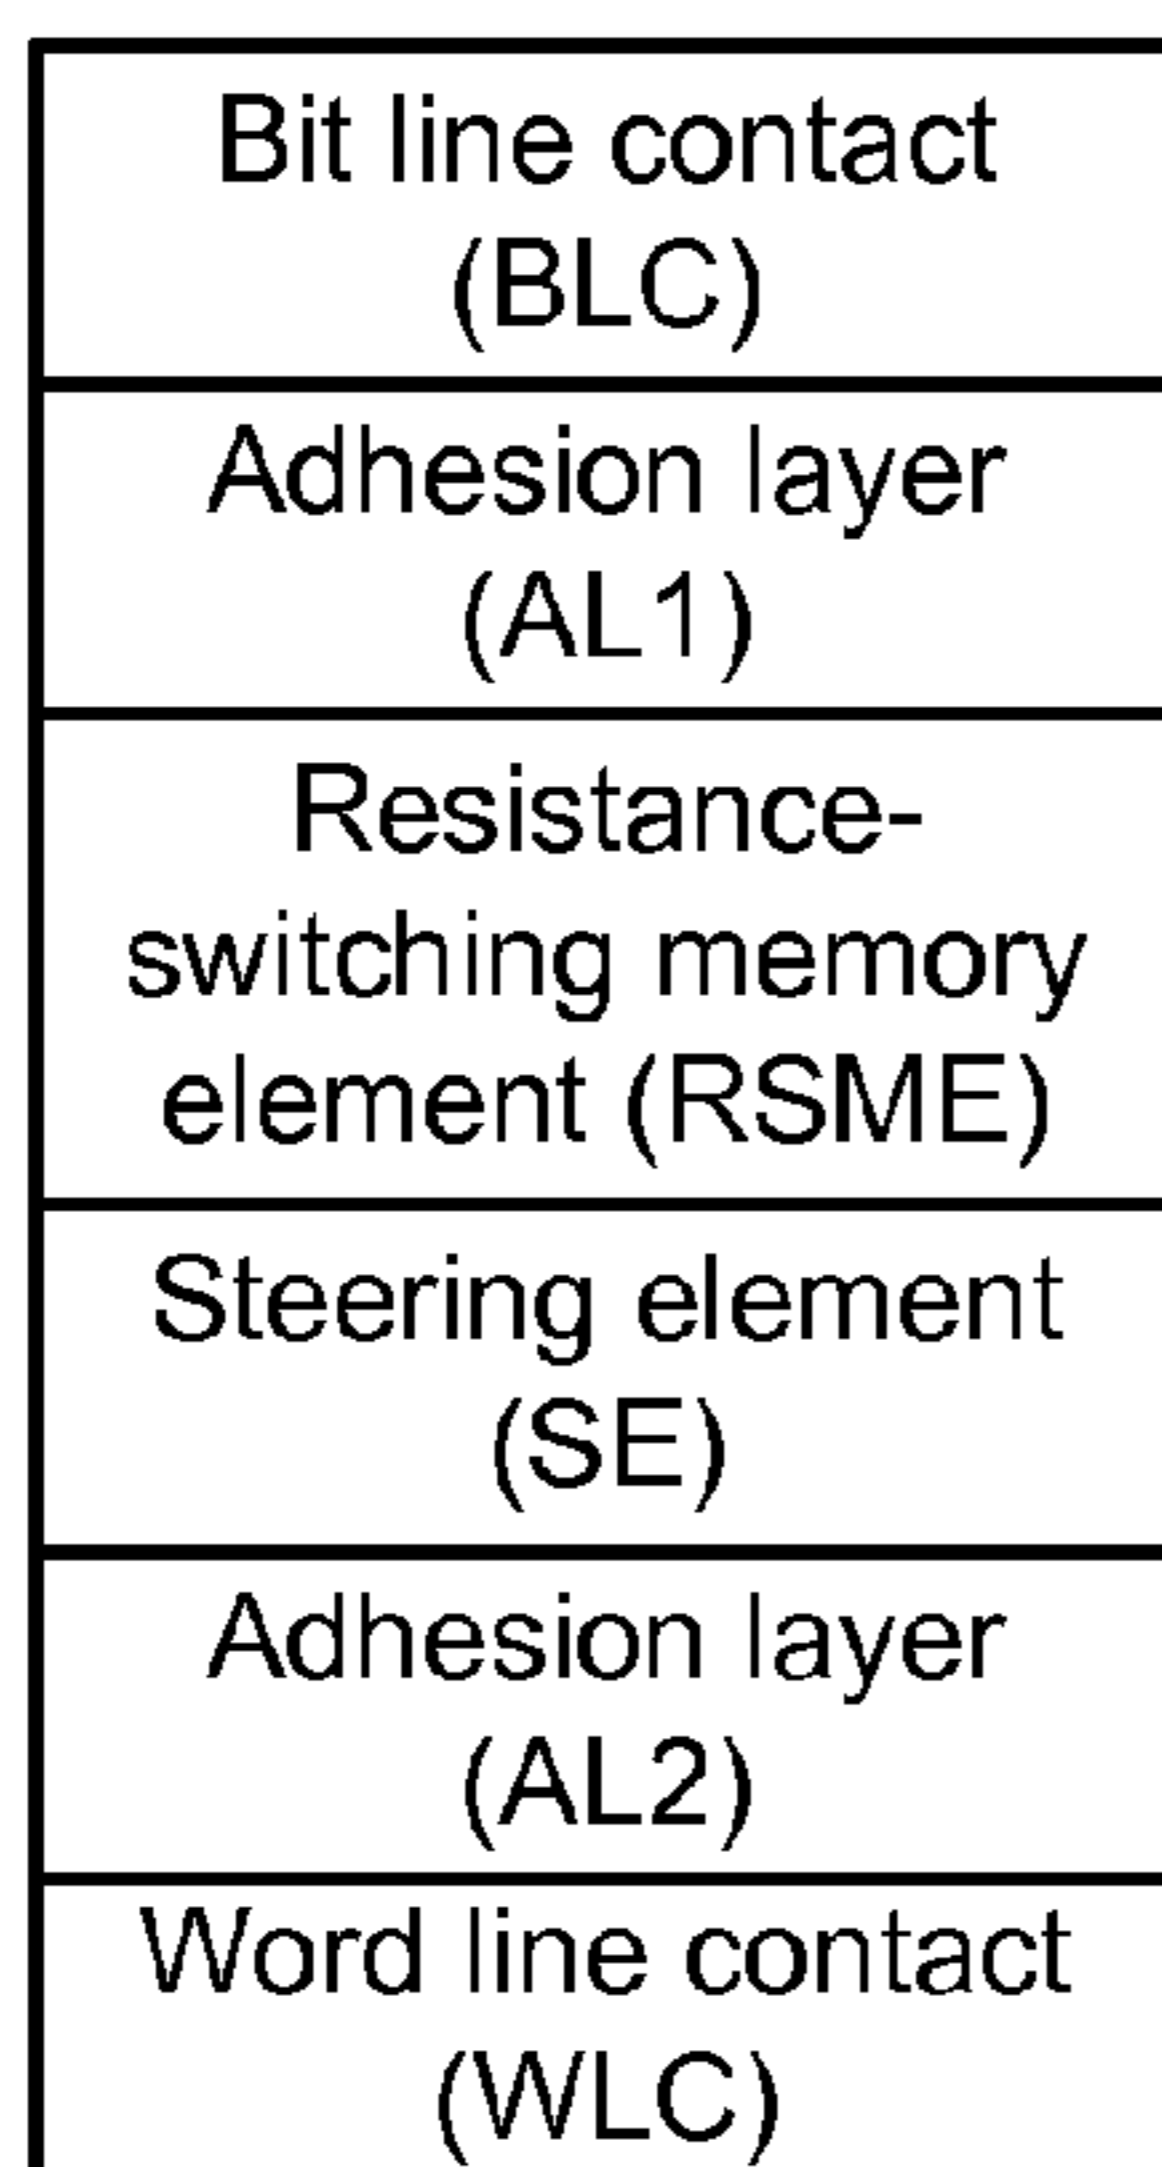 Bit line contact
(BLC)
Adhesion layer
(AL1)
Resistance-
switching memory
element (RSME)
Steering element
(SE)
Adhesion layer
(AL2)
Word line contact
(WLC)